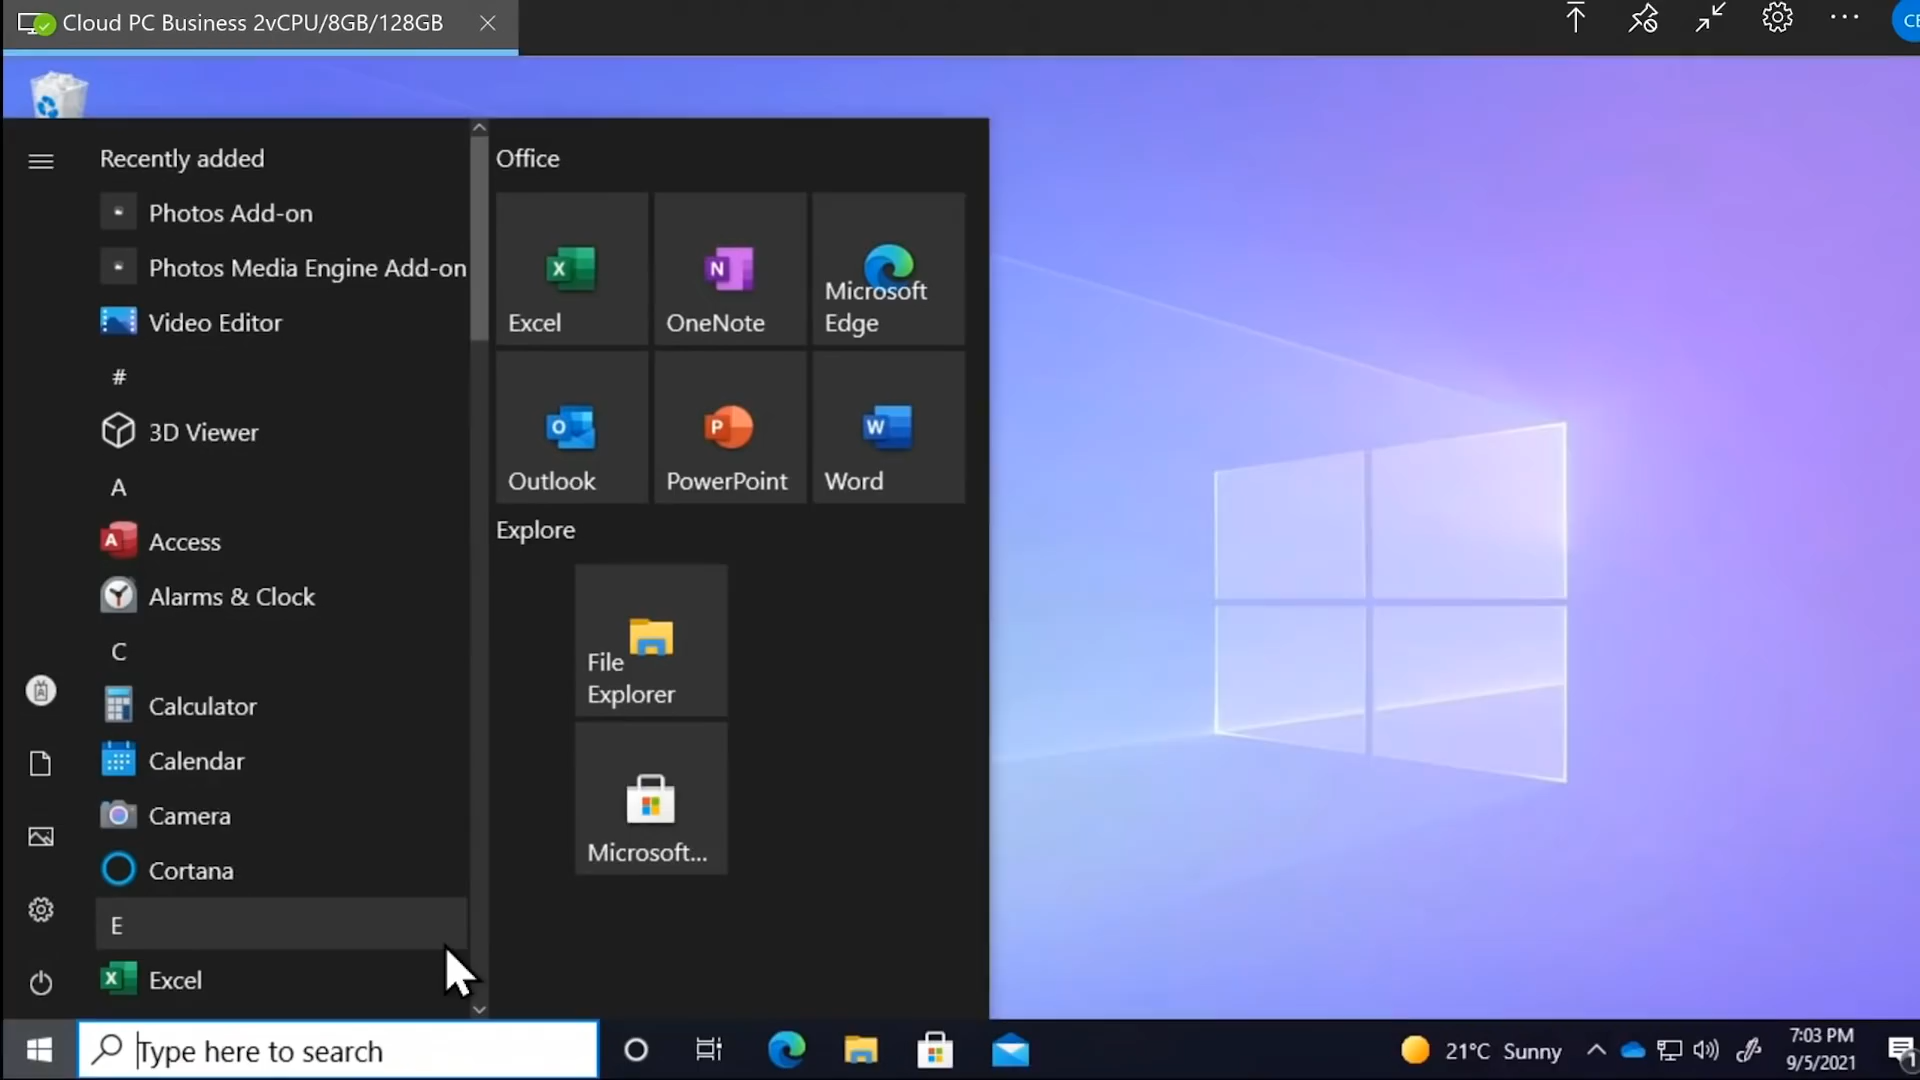 Cloud PC Business 2vCPU/8GB/128GB
CE
Recently added
Photos Add-on
Photos Media Engine Add-on
Video Editor
#
3D Viewer
A
Access
Alarms & Clock
C
Calculator
Calendar
Camera
Cortana
E
Excel
Office
Excel
OneNote
Microsoft
Edge
Outlook
PowerPoint
Word
Explore
File
Explorer
Microsoft...
Type here to search
21°C Sunny
7:03 PM
9/5/2021
1